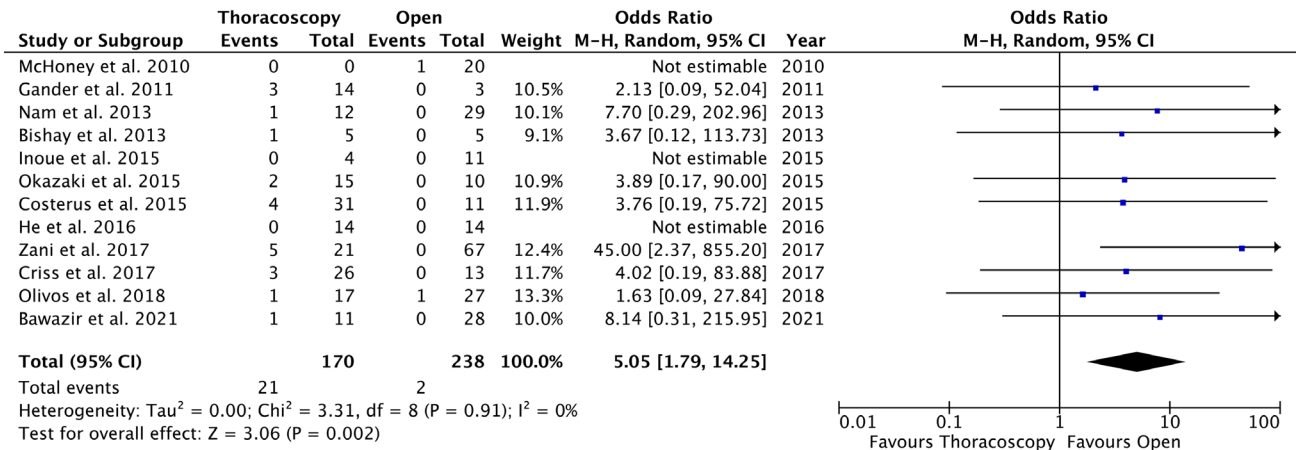 Thoracoscopy Open Odds Ratio Odds Ratio
Study or Subgroup Events Total Events Total Weight M-H, Random, 95% CI Year M-H, Random, 95% CI
McHoney et al. 2010 0 0 1 20 Not estimable 2010
Gander et al. 2011 3 14 0 3 10.5% 2.13 [0.09, 52.04] 2011
Nam et al. 2013 1 12 0 29 10.1% 7.70 [0.29, 202.96] 2013
Bishay et al. 2013 1 5 0 5 9.1% 3.67 [0.12, 113.73] 2013
Inoue et al. 2015 0 4 0 11 Not estimable 2015
Okazaki et al. 2015 2 15 0 10 10.9% 3.89 [0.17, 90.00] 2015
Costerus et al. 2015 4 31 0 11 11.9% 3.76 [0.19, 75.72] 2015
He et al. 2016 0 14 0 14 Not estimable 2016
Zani et al. 2017 5 21 0 67 12.4% 45.00 [2.37, 855.20] 2017
Criss et al. 2017 3 26 0 13 11.7% 4.02 [0.19, 83.88] 2017
Olivos et al. 2018 1 17 1 27 13.3% 1.63 [0.09, 27.84] 2018
Bawazir et al. 2021 1 11 0 28 10.0% 8.14 [0.31, 215.95] 2021
Total (95% CI) 170 238 100.0% 5.05 [1.79, 14.25]
Total events 21 2
Heterogeneity: Tau² = 0.00; Chi² = 3.31, df = 8 (P = 0.91); I² = 0%
Test for overall effect: Z = 3.06 (P = 0.002)
0.01 0.1 1 10 100
Favours Thoracoscopy Favours Open